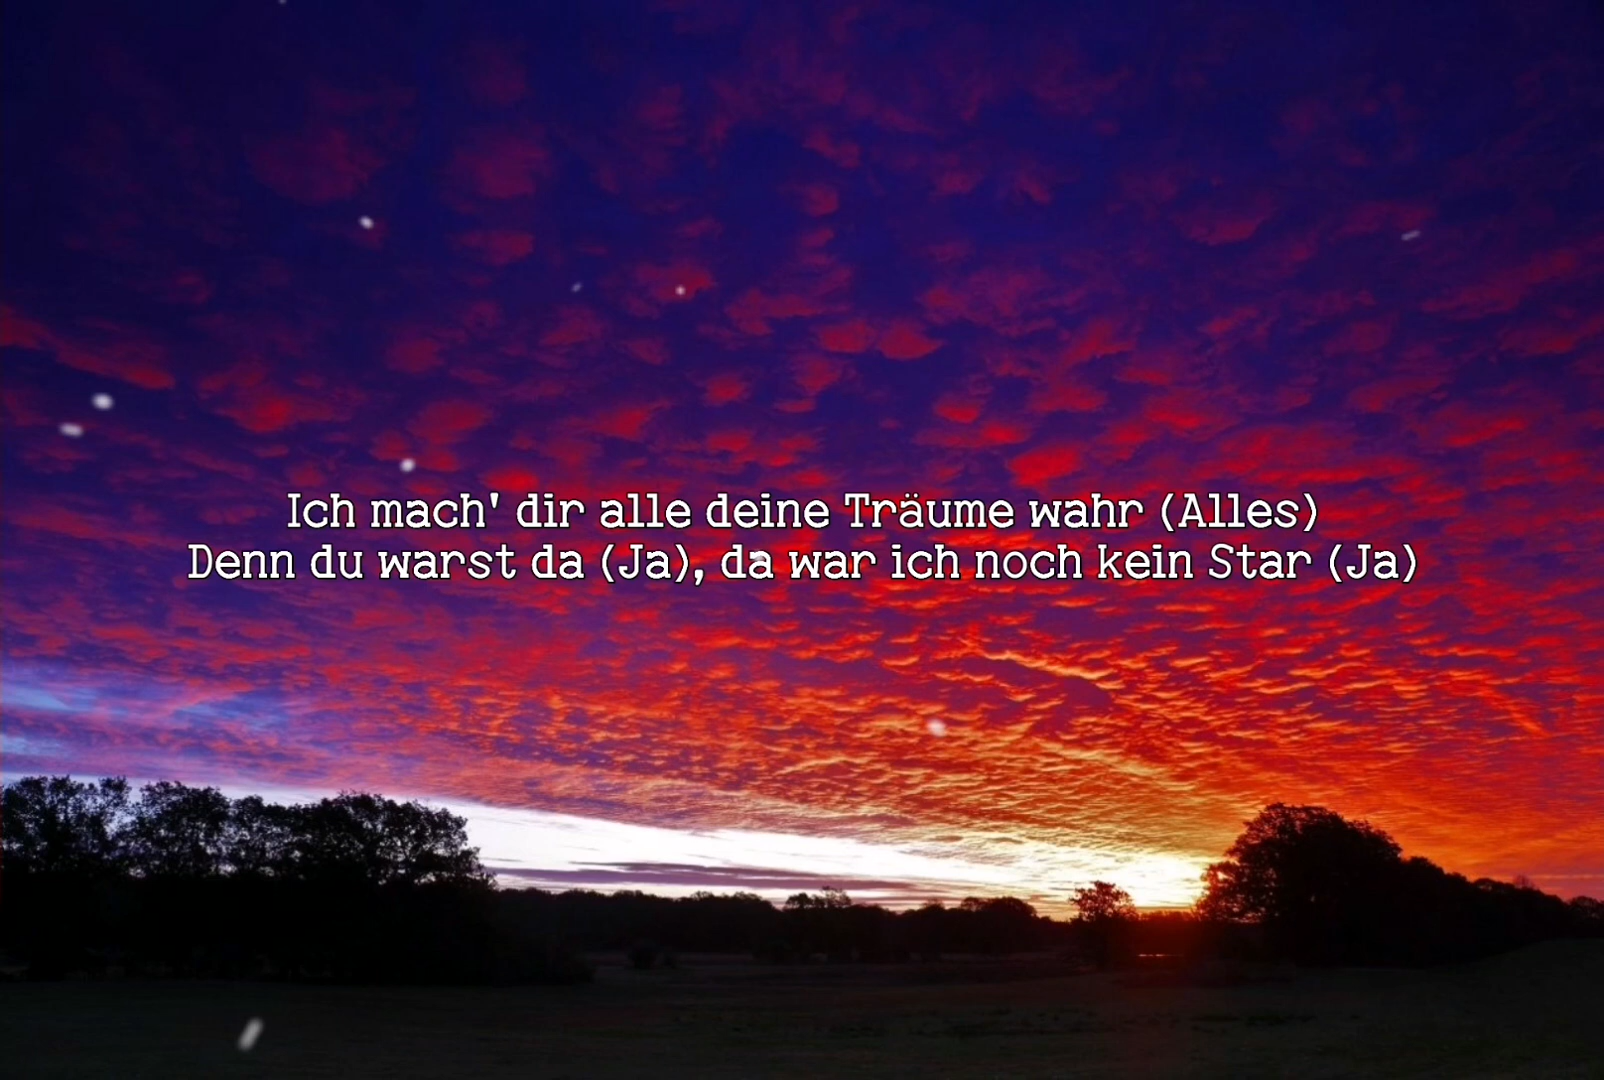 Ich mach' dir alle deine Träume wahr (Alles)
Denn du warst da (Ja), da war ich noch kein Star (Ja)